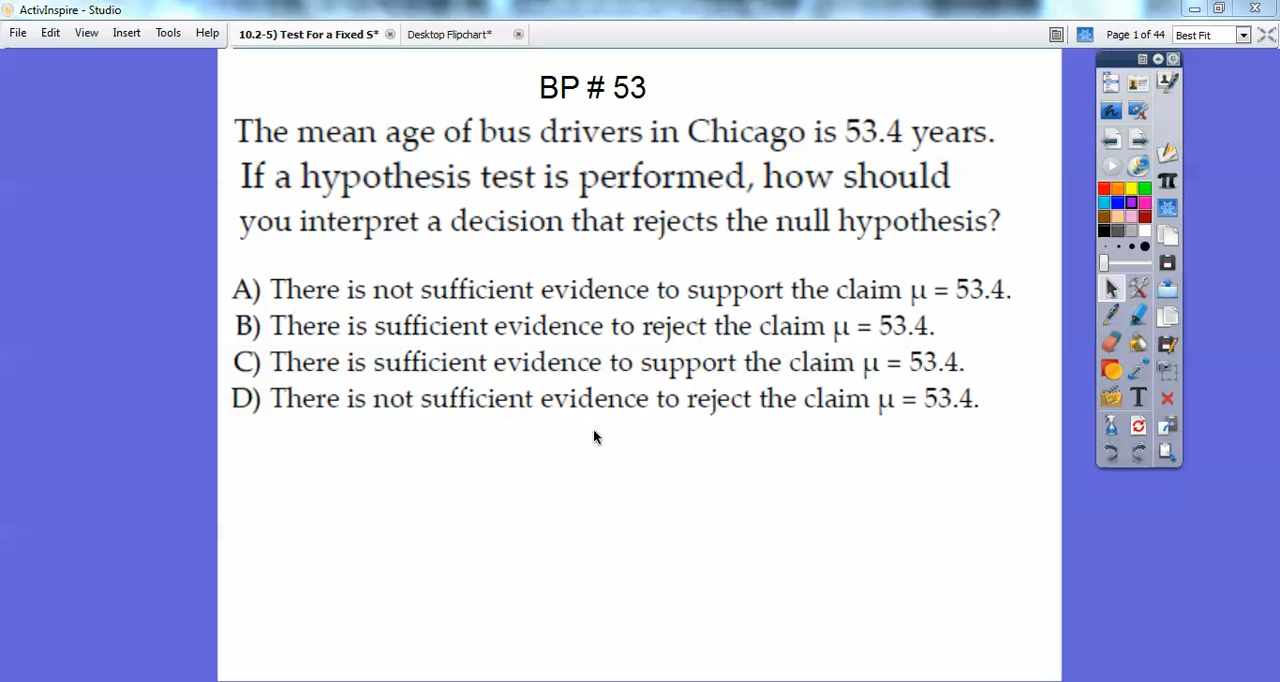 ActivInspire - Studio
File Edit View Insert Tools Help
10.2-5) Test For a Fixed S*
Desktop Flipchart*
Page 1 of 44
Best Fit
BP # 53
The mean age of bus drivers in Chicago is 53.4 years.
If a hypothesis test is performed, how should
you interpret a decision that rejects the null hypothesis?
A) There is not sufficient evidence to support the claim μ = 53.4.
B) There is sufficient evidence to reject the claim μ = 53.4.
C) There is sufficient evidence to support the claim μ = 53.4.
D) There is not sufficient evidence to reject the claim μ = 53.4.